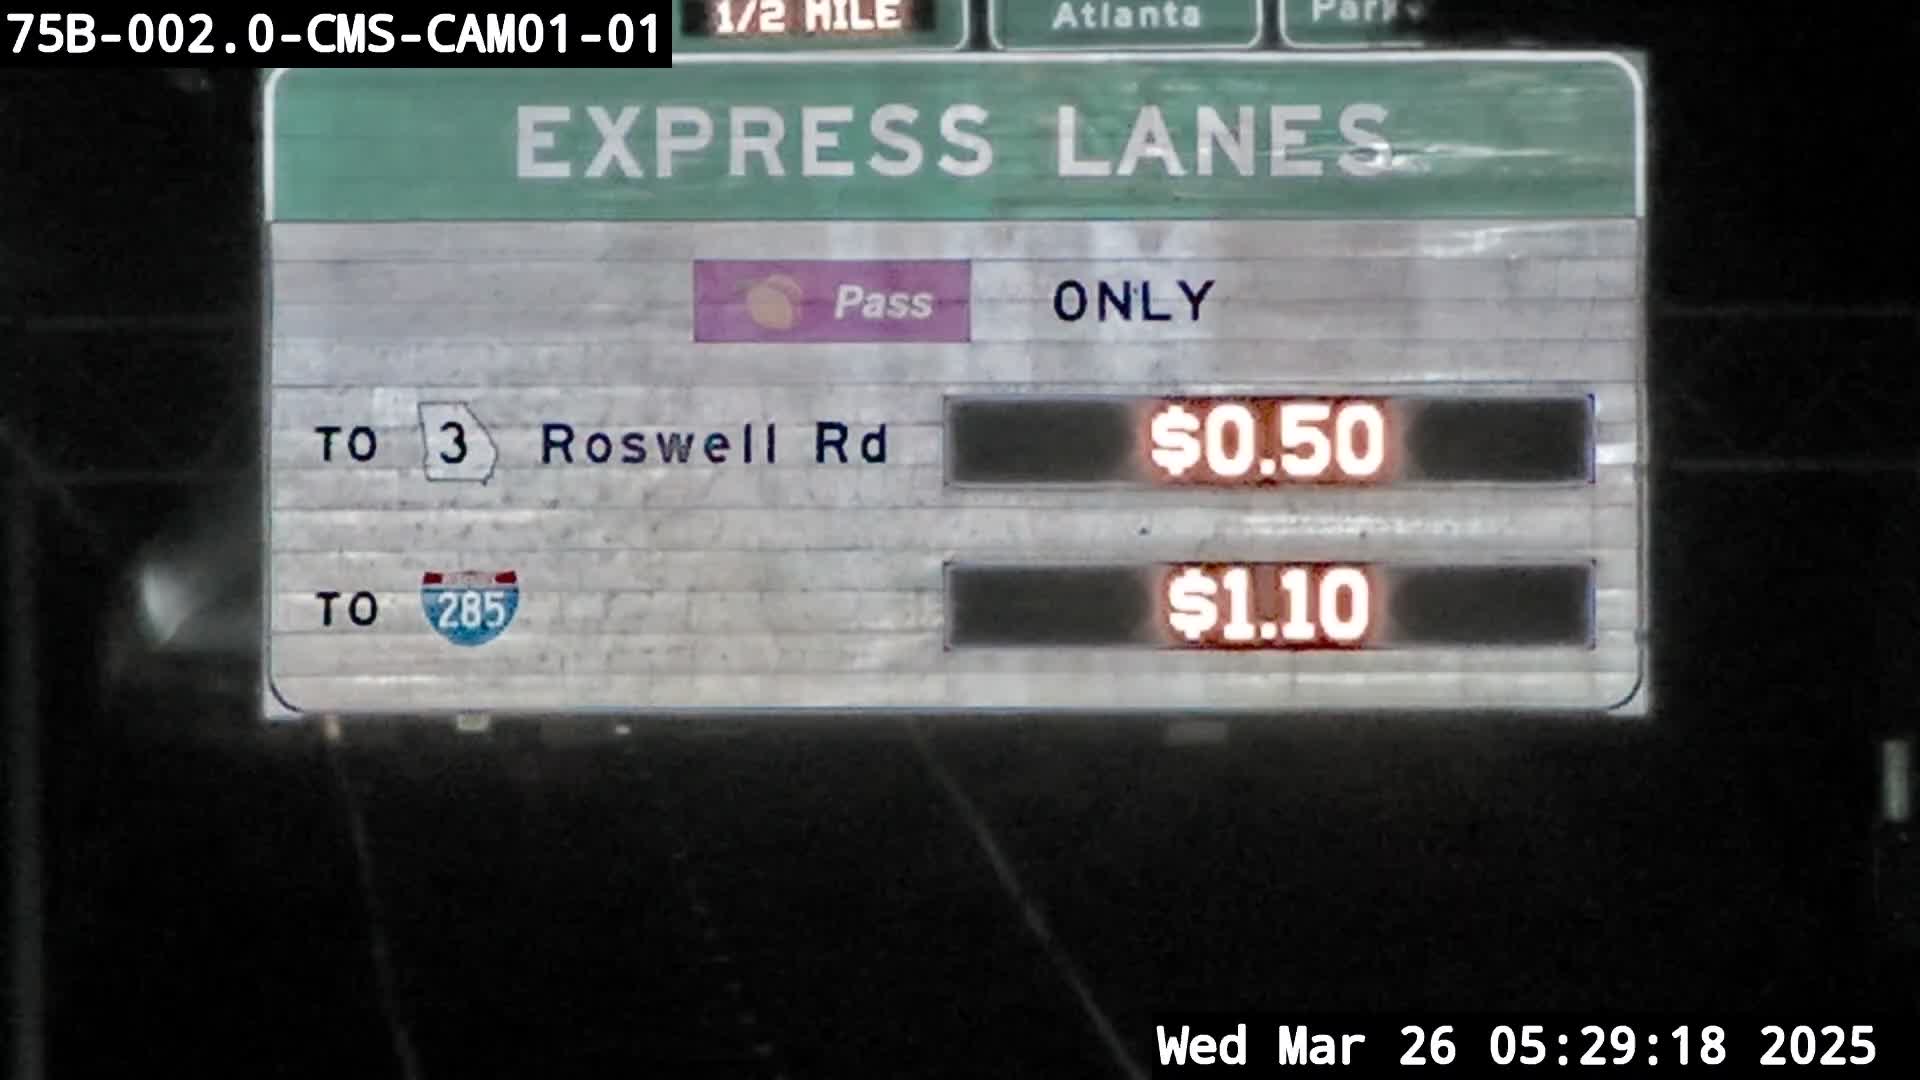 75B-002.0-CMS-CAM01-01
1/2 MILE
Atlanta
EXPRESS LANES
Pass ONLY
TO 3 Roswell Rd $0.50
TO 285 $1.10
Wed Mar 26 05:29:18 2025